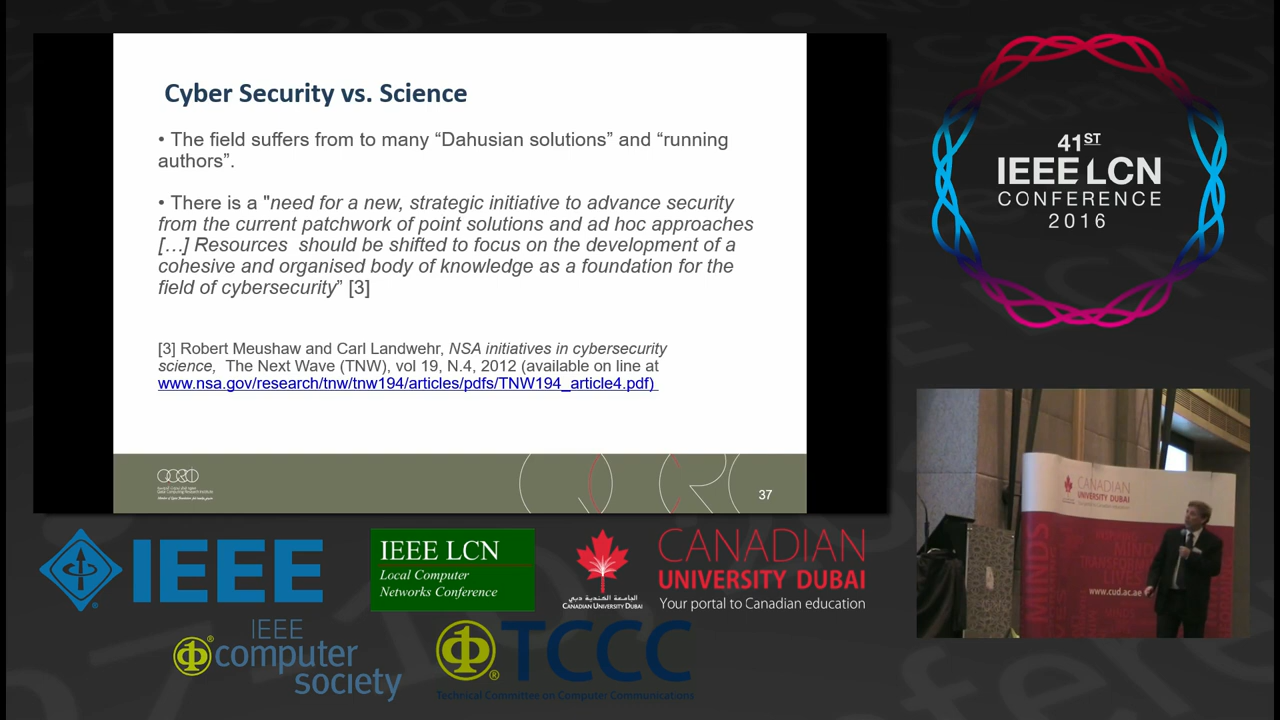 Cyber Security vs. Science
• The field suffers from to many “Dahusian solutions” and “running
authors”.
• There is a "need for a new, strategic initiative to advance security
from the current patchwork of point solutions and ad hoc approaches
[…] Resources should be shifted to focus on the development of a
cohesive and organised body of knowledge as a foundation for the
field of cybersecurity” [3]
[3] Robert Meushaw and Carl Landwehr, NSA initiatives in cybersecurity
science, The Next Wave (TNW), vol 19, N.4, 2012 (available on line at
www.nsa.gov/research/tnw/tnw194/articles/pdfs/TNW194_article4.pdf)
37
41ST
IEEE LCN
CONFERENCE
2016
CANADIAN
UNIVERSITY DUBAI
www.cud.ac.ae
IEEE
IEEE LCN
Local Computer
Networks Conference
الجامعة الكندية دبي
CANADIAN UNIVERSITY DUBAI
CANADIAN
UNIVERSITY DUBAI
Your portal to Canadian education
IEEE
computer
society
TCCC
Technical Committee on Computer Communications